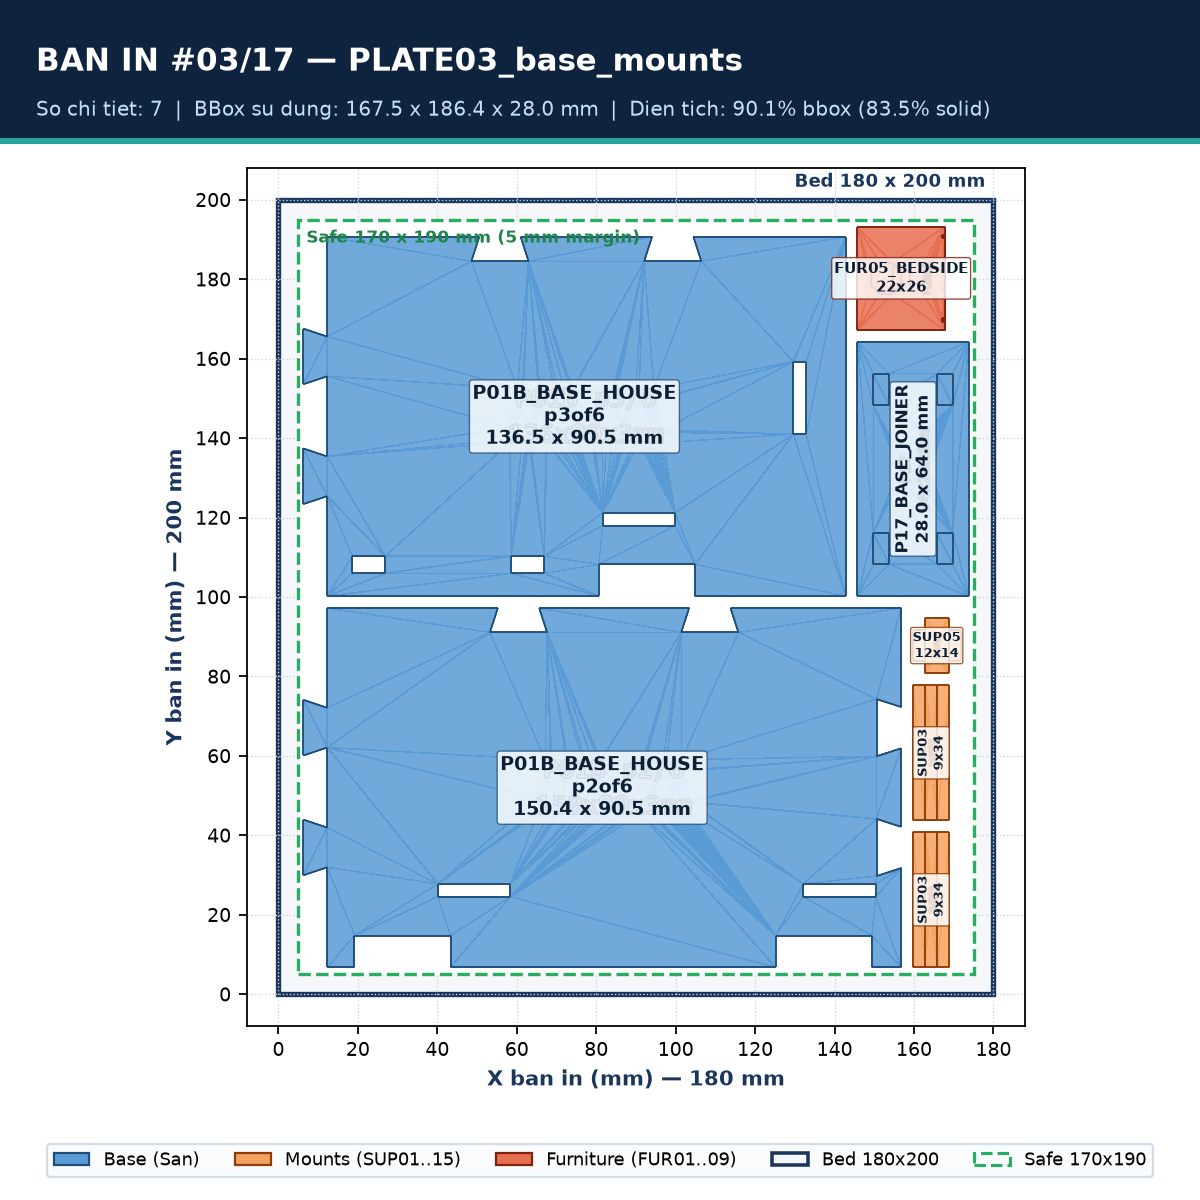 BAN IN #03/17 — PLATE03_base_mounts
So chi tiet: 7 | BBox su dung: 167.5 x 186.4 x 28.0 mm | Dien tich: 90.1% bbox (83.5% solid)
Bed 180 x 200 mm
Safe 170 x 190 mm (5 mm margin)
FUR05_BEDSIDE
22x26
P01B_BASE_HOUSE
p3of6
136.5 x 90.5 mm
P17_BASE_JOINER
28.0 x 64.0 mm
SUP05
12x14
SUP03
9x34
P01B_BASE_HOUSE
p2of6
150.4 x 90.5 mm
SUP03
9x34
Y ban in (mm) — 200 mm
200
180
160
140
120
100
80
60
40
20
0
0 20 40 60 80 100 120 140 160 180
X ban in (mm) — 180 mm
Base (San) Mounts (SUP01..15) Furniture (FUR01..09) Bed 180x200 Safe 170x190